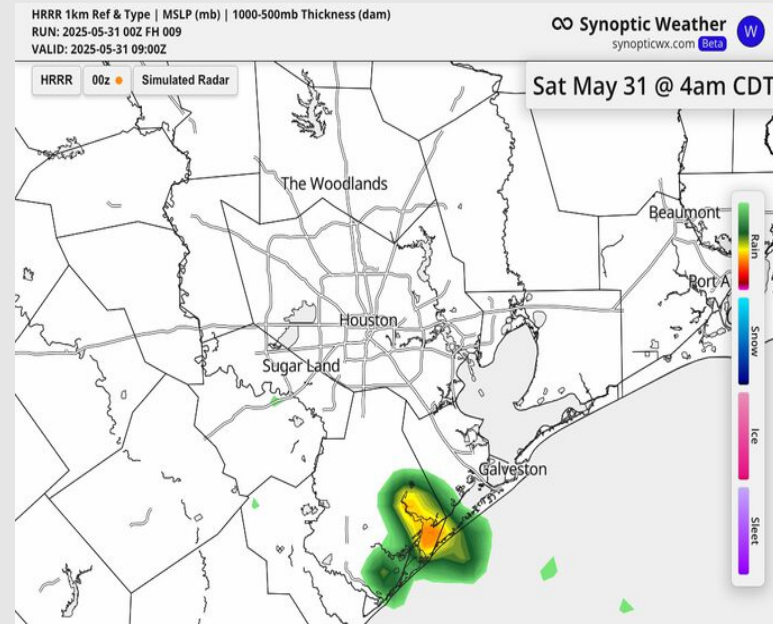 HRRR 1km Ref & Type | MSLP (mb) | 1000-500mb Thickness (dam)
RUN: 2025-05-31 00Z FH 009
VALID: 2025-05-31 09:00Z
Synoptic Weather
synopticwx.com Beta
W
HRRR
00z
Simulated Radar
Sat May 31 @ 4am CDT
The Woodlands
Beaumont
Port A
Houston
Sugar Land
Galveston
Rain
Snow
Ice
Sleet